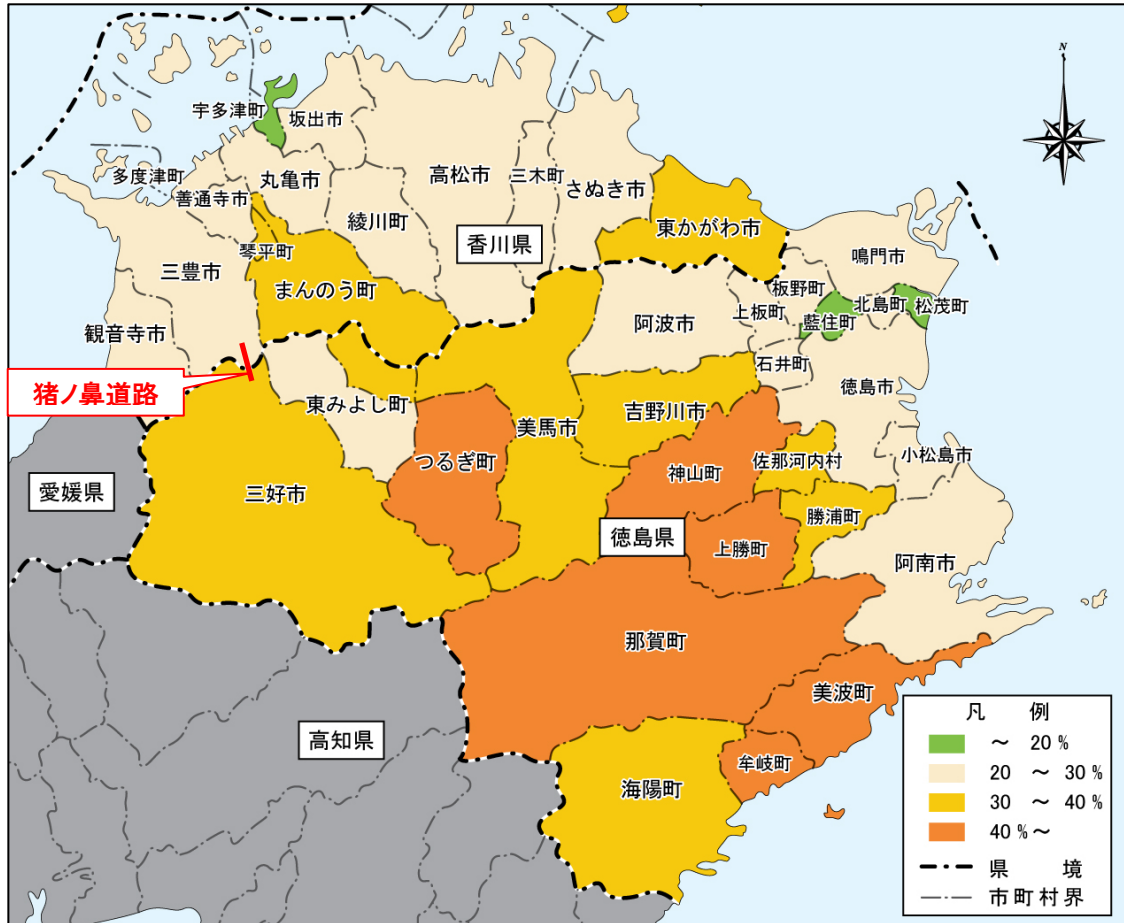 N
宇多津町
坂出市
多度津町
丸亀市
高松市
三木町
さぬき市
善通寺市
綾川町
東かがわ市
琴平町
香川県
鳴門市
三豊市
まんのう町
板野町
上板町
北島町
松茂町
藍住町
観音寺市
阿波市
石井町
徳島市
猪ノ鼻道路
東みよし町
吉野川市
美馬市
つるぎ町
佐那河内村
小松島市
神山町
愛媛県
三好市
勝浦町
徳島県
上勝町
阿南市
那賀町
美波町
高知県
牟岐町
海陽町
凡 例
～ 20 %
20 ～ 30 %
30 ～ 40 %
40 %～
県 境
市町村界